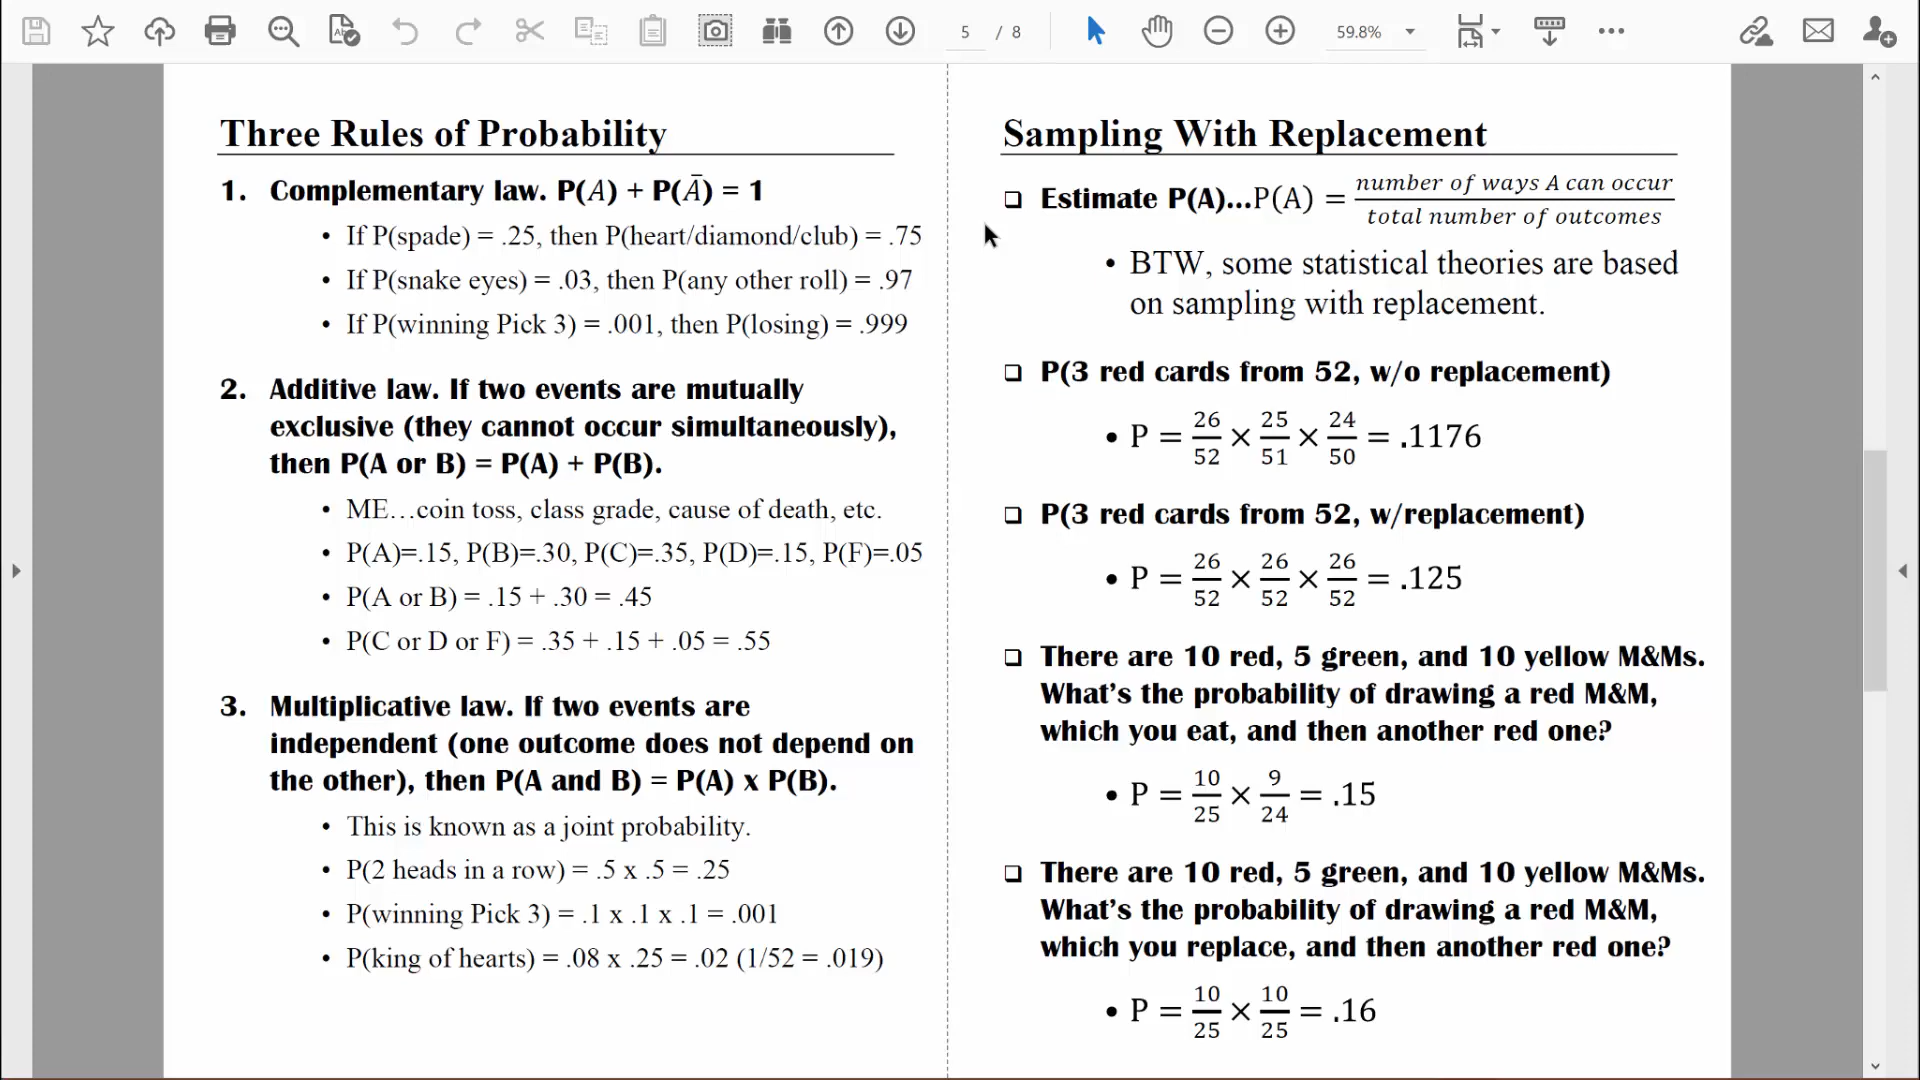 5 / 8
59.8%
Three Rules of Probability
1. Complementary law. P(A) + P(Ā) = 1
• If P(spade) = .25, then P(heart/diamond/club) = .75
• If P(snake eyes) = .03, then P(any other roll) = .97
• If P(winning Pick 3) = .001, then P(losing) = .999
2. Additive law. If two events are mutually
exclusive (they cannot occur simultaneously),
then P(A or B) = P(A) + P(B).
• ME…coin toss, class grade, cause of death, etc.
• P(A)=.15, P(B)=.30, P(C)=.35, P(D)=.15, P(F)=.05
• P(A or B) = .15 + .30 = .45
• P(C or D or F) = .35 + .15 + .05 = .55
3. Multiplicative law. If two events are
independent (one outcome does not depend on
the other), then P(A and B) = P(A) x P(B).
• This is known as a joint probability.
• P(2 heads in a row) = .5 x .5 = .25
• P(winning Pick 3) = .1 x .1 x .1 = .001
• P(king of hearts) = .08 x .25 = .02 (1/52 = .019)
Sampling With Replacement
❑ Estimate P(A)...P(A) = number of ways A can occur / total number of outcomes
• BTW, some statistical theories are based
on sampling with replacement.
❑ P(3 red cards from 52, w/o replacement)
• P = 26/52 × 25/51 × 24/50 = .1176
❑ P(3 red cards from 52, w/replacement)
• P = 26/52 × 26/52 × 26/52 = .125
❑ There are 10 red, 5 green, and 10 yellow M&Ms.
What's the probability of drawing a red M&M,
which you eat, and then another red one?
• P = 10/25 × 9/24 = .15
❑ There are 10 red, 5 green, and 10 yellow M&Ms.
What's the probability of drawing a red M&M,
which you replace, and then another red one?
• P = 10/25 × 10/25 = .16